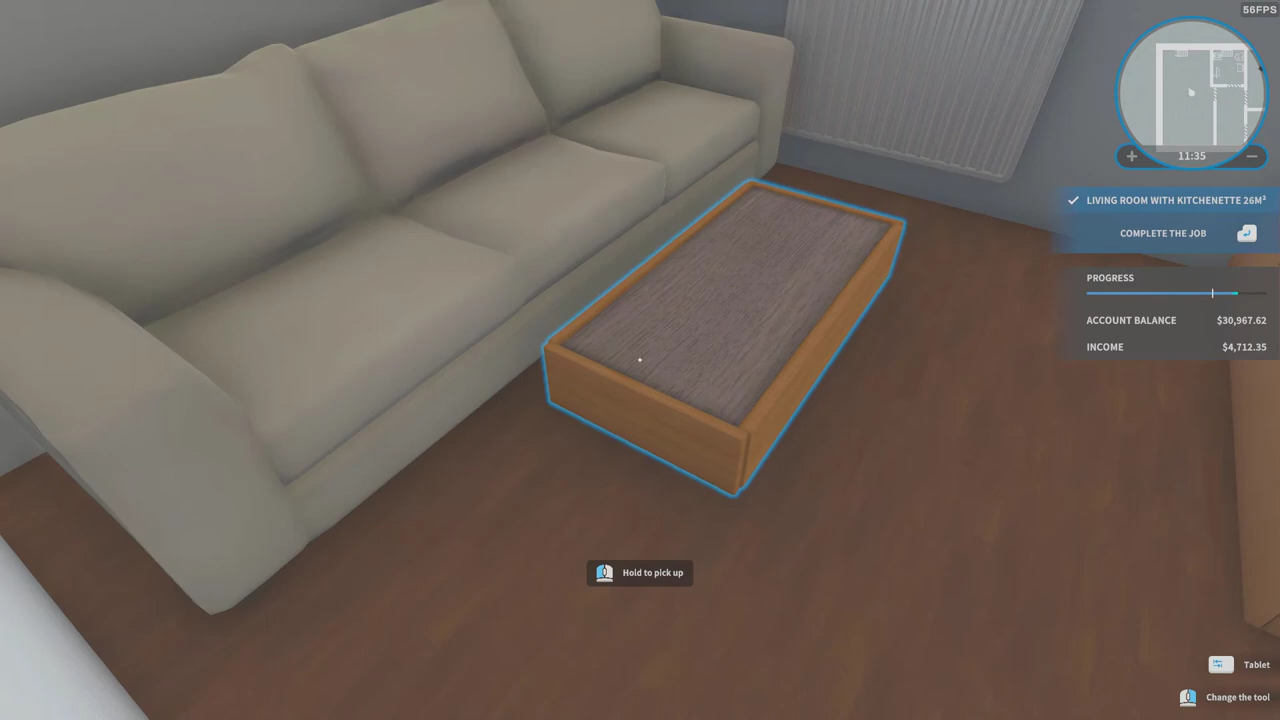 56FPS
11:35
LIVING ROOM WITH KITCHENETTE 26M²
COMPLETE THE JOB
PROGRESS
ACCOUNT BALANCE $30,967.62
INCOME $4,712.35
Hold to pick up
Tablet
Change the tool